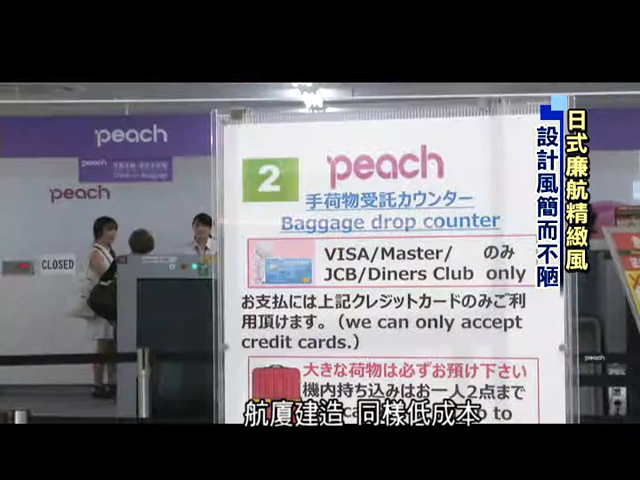 peach
peach
peach
CLOSED
2
peach
手荷物受託カウンター
Baggage drop counter
VISA/Master/ のみ
JCB/Diners Club only
お支払には上記クレジットカードのみご利
用頂けます。（we can only accept
credit cards.）
大きな荷物は必ずお預け下さい
機内持ち込みはお一人2点まで
to
航廈建造 同樣低成本
日式廉航精緻風
設計風簡而不陋
peach